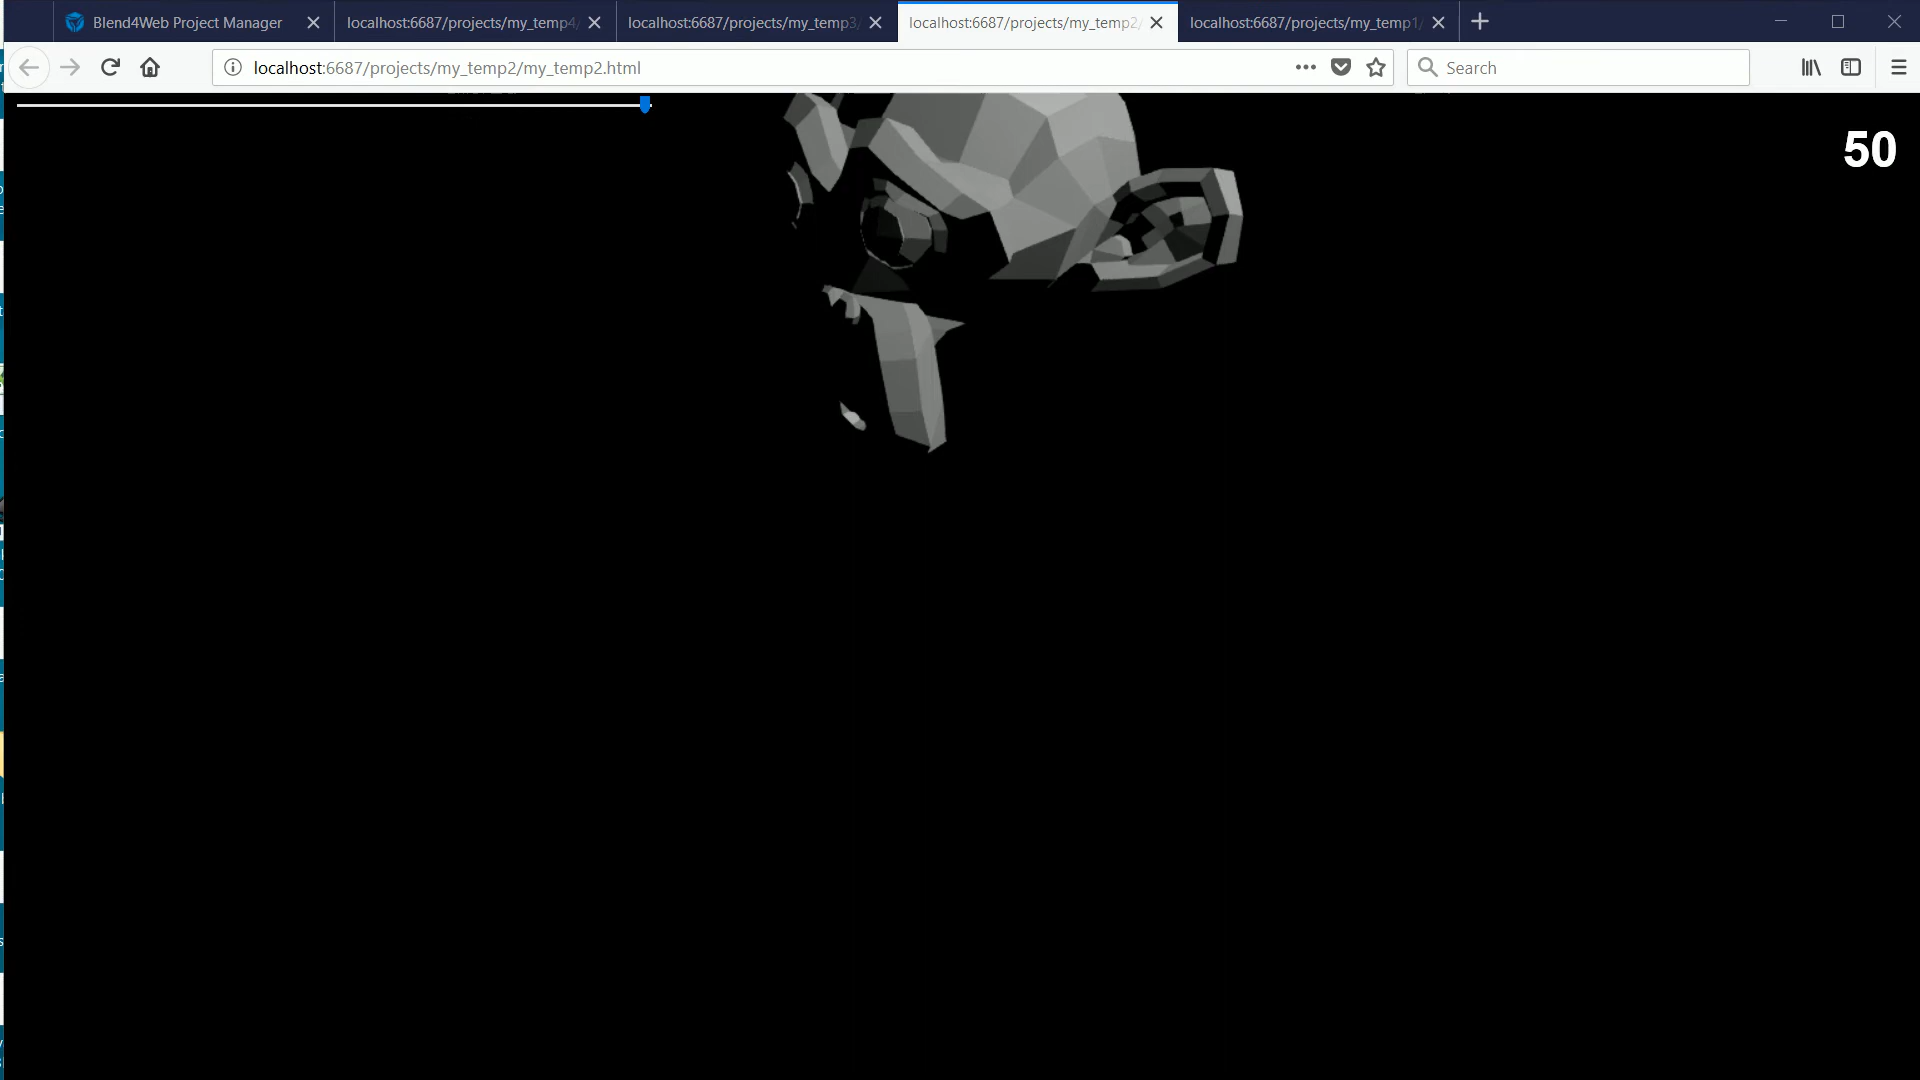 Blend4Web Project Manager
localhost:6687/projects/my_temp4/
localhost:6687/projects/my_temp3/
localhost:6687/projects/my_temp2/
localhost:6687/projects/my_temp1/
localhost:6687/projects/my_temp2/my_temp2.html
Search
50